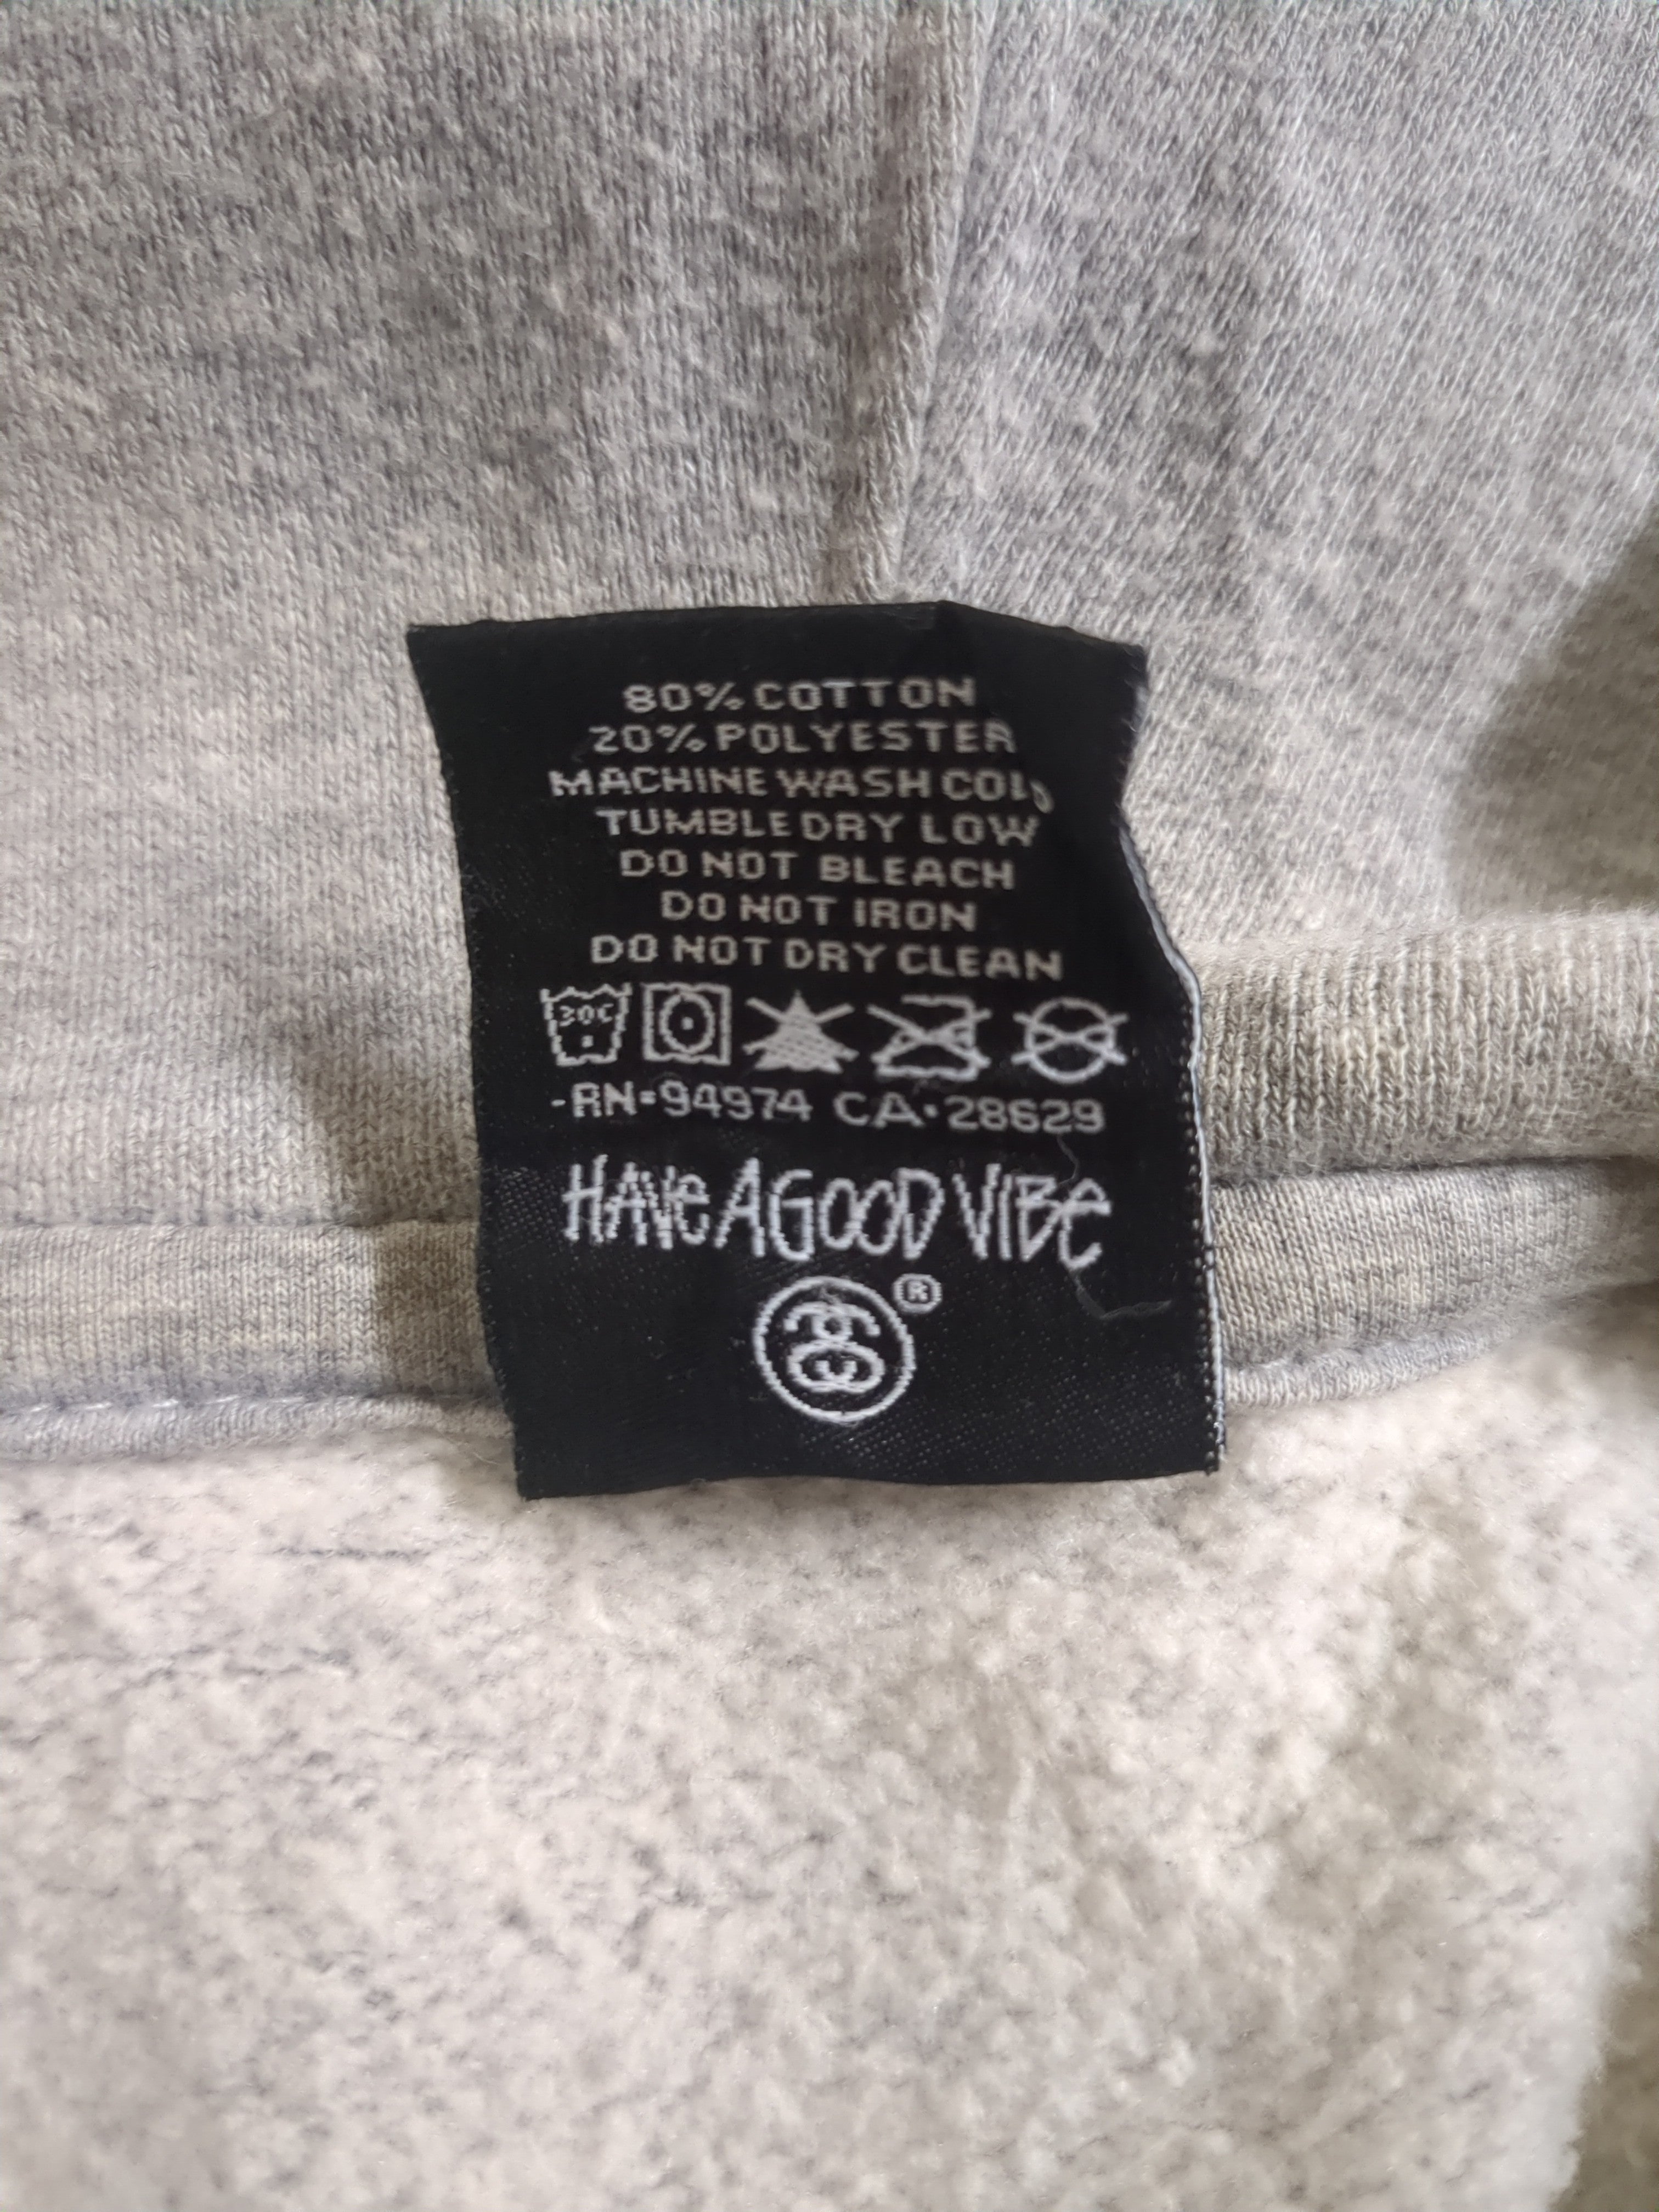 80% COTTON
20% POLYESTER
MACHINE WASH COLD
TUMBLE DRY LOW
DO NOT BLEACH
DO NOT IRON
DO NOT DRY CLEAN
30C
-RN=94974 CA·28629
HAVE A GOOD VIBE
®